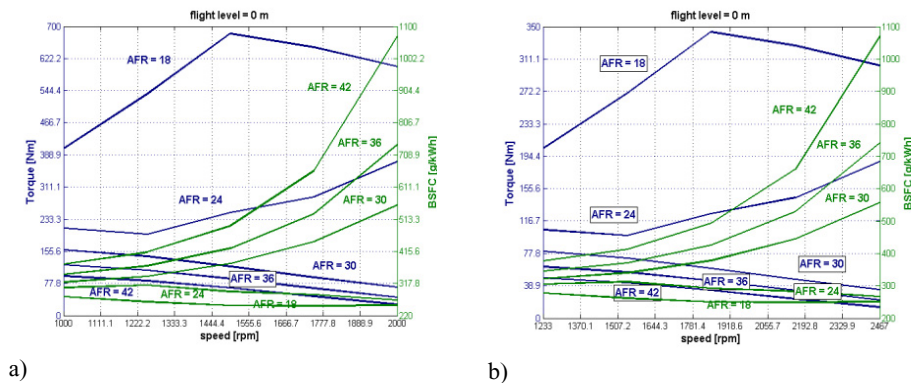 flight level = 0 m
700
622.2
544.4
466.7
388.9
311.1
233.3
155.6
77.8
0
Torque [Nm]
1100
1002.2
904.4
806.7
708.9
611.1
513.3
415.6
317.8
220
BSFC [g/kWh]
AFR = 18
AFR = 42
AFR = 36
AFR = 24
AFR = 30
AFR = 30
AFR = 36
AFR = 42
AFR = 24
AFR = 18
1000
1111.1
1222.2
1333.3
1444.4
1555.6
1666.7
1777.8
1888.9
2000
speed [rpm]
a)
flight level = 0 m
350
311.1
272.2
233.3
194.4
155.6
116.7
77.8
38.9
0
Torque [Nm]
1100
1000
900
800
700
600
500
400
300
200
BSFC [g/kWh]
AFR = 18
AFR = 42
AFR = 36
AFR = 24
AFR = 30
AFR = 30
AFR = 36
AFR = 42
AFR = 24
AFR = 18
1233
1370.1
1507.2
1644.3
1781.4
1918.6
2055.7
2192.8
2329.9
2467
speed [rpm]
b)